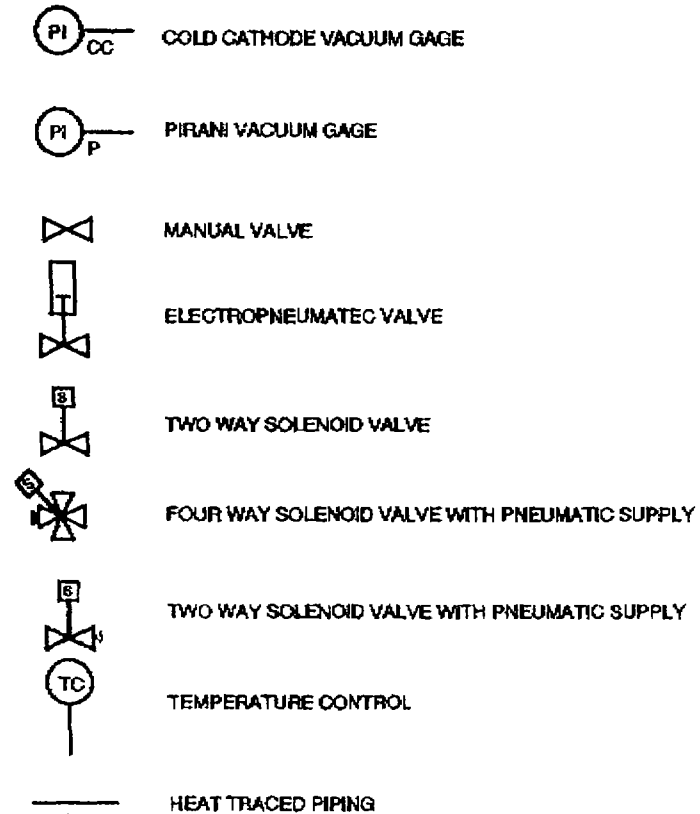 PI CC COLD CATHODE VACUUM GAGE
PI P PIRANI VACUUM GAGE
MANUAL VALVE
T ELECTROPNEUMATEC VALVE
S TWO WAY SOLENOID VALVE
S FOUR WAY SOLENOID VALVE WITH PNEUMATIC SUPPLY
S TWO WAY SOLENOID VALVE WITH PNEUMATIC SUPPLY
TC TEMPERATURE CONTROL
HEAT TRACED PIPING